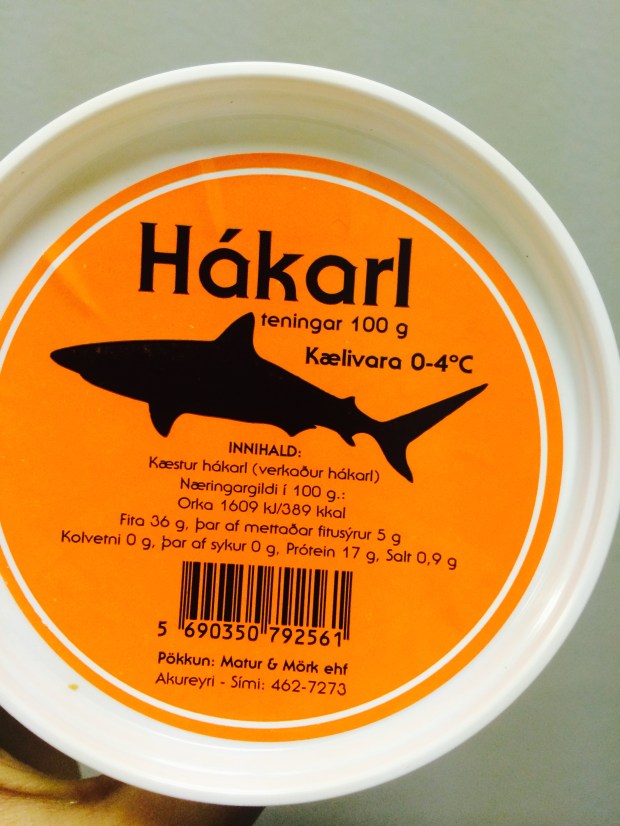 Hákarl
teningar 100 g
Kælivara 0-4°C
INNIHALD:
Kæstur hákarl (verkaður hákarl)
Næringargildi í 100 g.:
Orka 1609 kJ/389 kkal
Fita 36 g, þar af mettaðar fitusýrur 5 g
Kolvetni 0 g, þar af sykur 0 g, Prótein 17 g, Salt 0,9 g
5 690350 792561
Pökkun: Matur & Mörk ehf
Akureyri - Sími: 462-7273